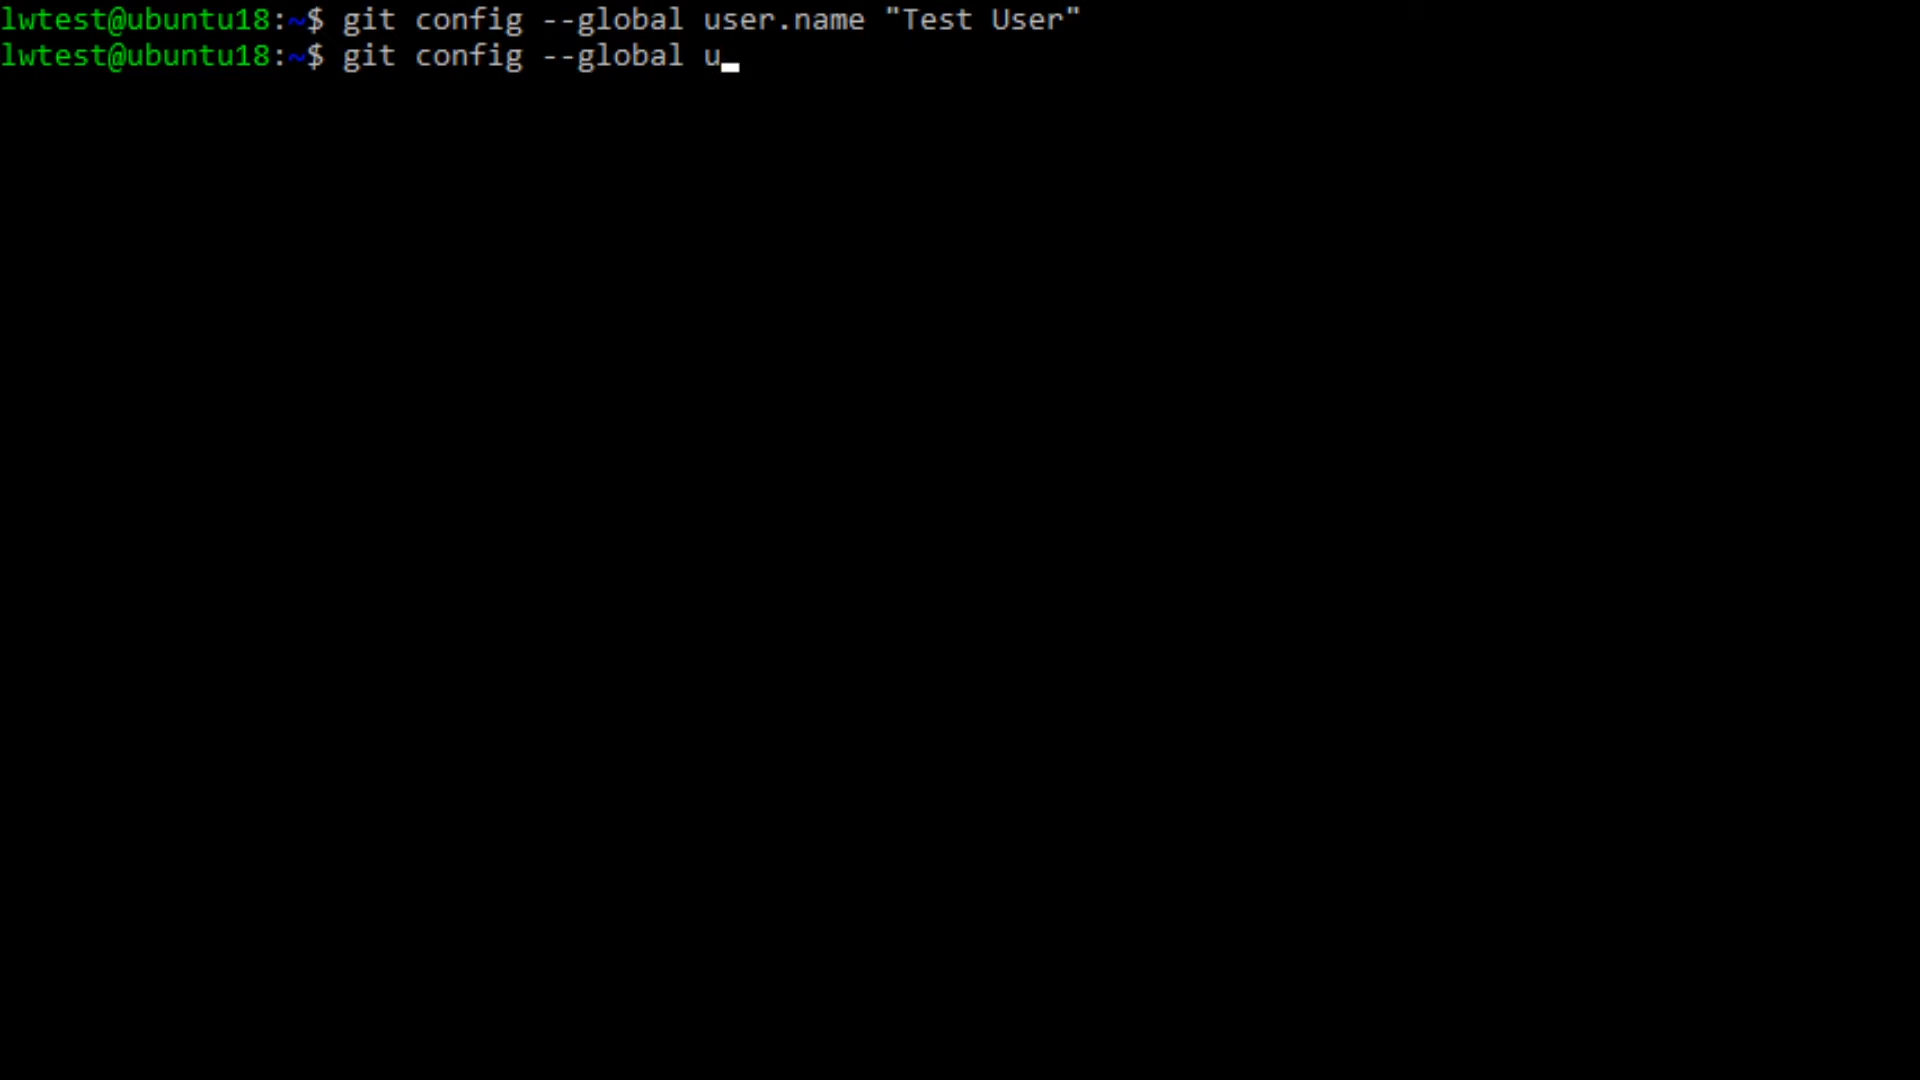 lwtest@ubuntu18:~$ git config --global user.name "Test User"
lwtest@ubuntu18:~$ git config --global u